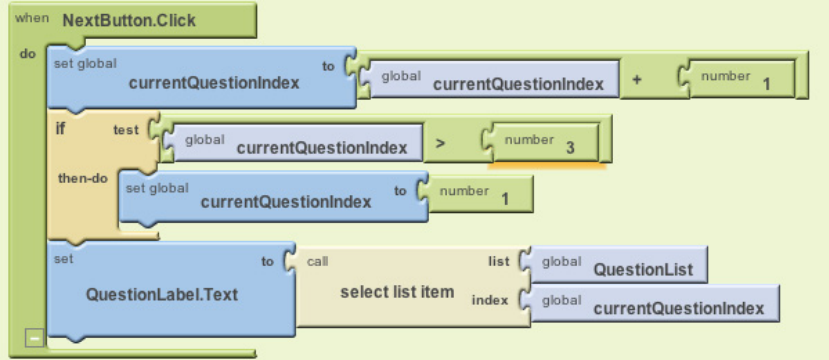 when NextButton.Click
do
set global currentQuestionIndex to global currentQuestionIndex + number 1
if test global currentQuestionIndex > number 3
then-do set global currentQuestionIndex to number 1
set QuestionLabel.Text to call select list item list global QuestionList
index global currentQuestionIndex